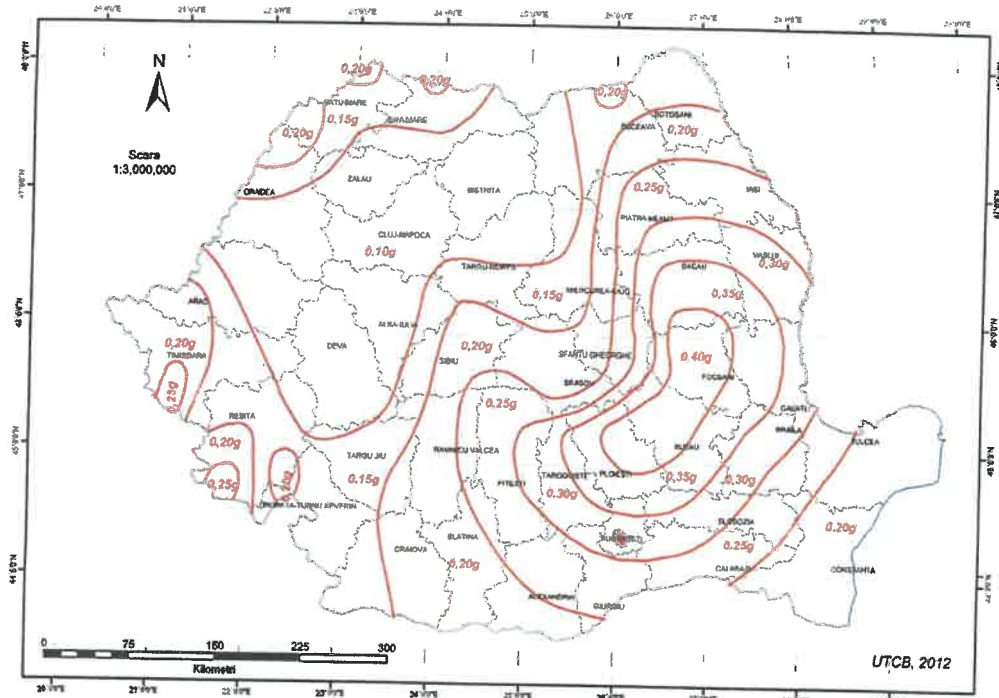 N
Scara
1:3,000,000
0,20g
0,20g
0,20g
SATU-MARE
0,15g
BAIA MARE
0,20g
BOTOSANI
SUCEAVA
0,20g
ORADEA
ZALAU
BISTRITA
0,25g
IASI
PIATRA-NEAMT
CLUJ-NAPOCA
0,10g
VASLUI
0,30g
BACAU
TARGU-MURES
0,15g
MIERCUREA-CIUC
0,35g
ARAD
ALBA-IULIA
0,20g
TIMISOARA
DEVA
0,20g
SIBIU
SFANTU GHEORGHE
0,40g
FOCSANI
0,25g
BRASOV
RESITA
0,25g
GALATI
BRAILA
TULCEA
0,20g
TARGU JIU
RAMNICU VALCEA
BUZAU
0,25g
0,20g
0,15g
PITESTI
TARGOVISTE
PLOIESTI
0,35g
0,30g
0,30g
DROBETA-TURNU SEVERIN
SLOBOZIA
0,20g
CRAIOVA
SLATINA
BUCURESTI
0,25g
0,20g
CALARASI
CONSTANTA
ALEXANDRIA
GIURGIU
0 75 150 225 300
Kilometri
UTCB, 2012